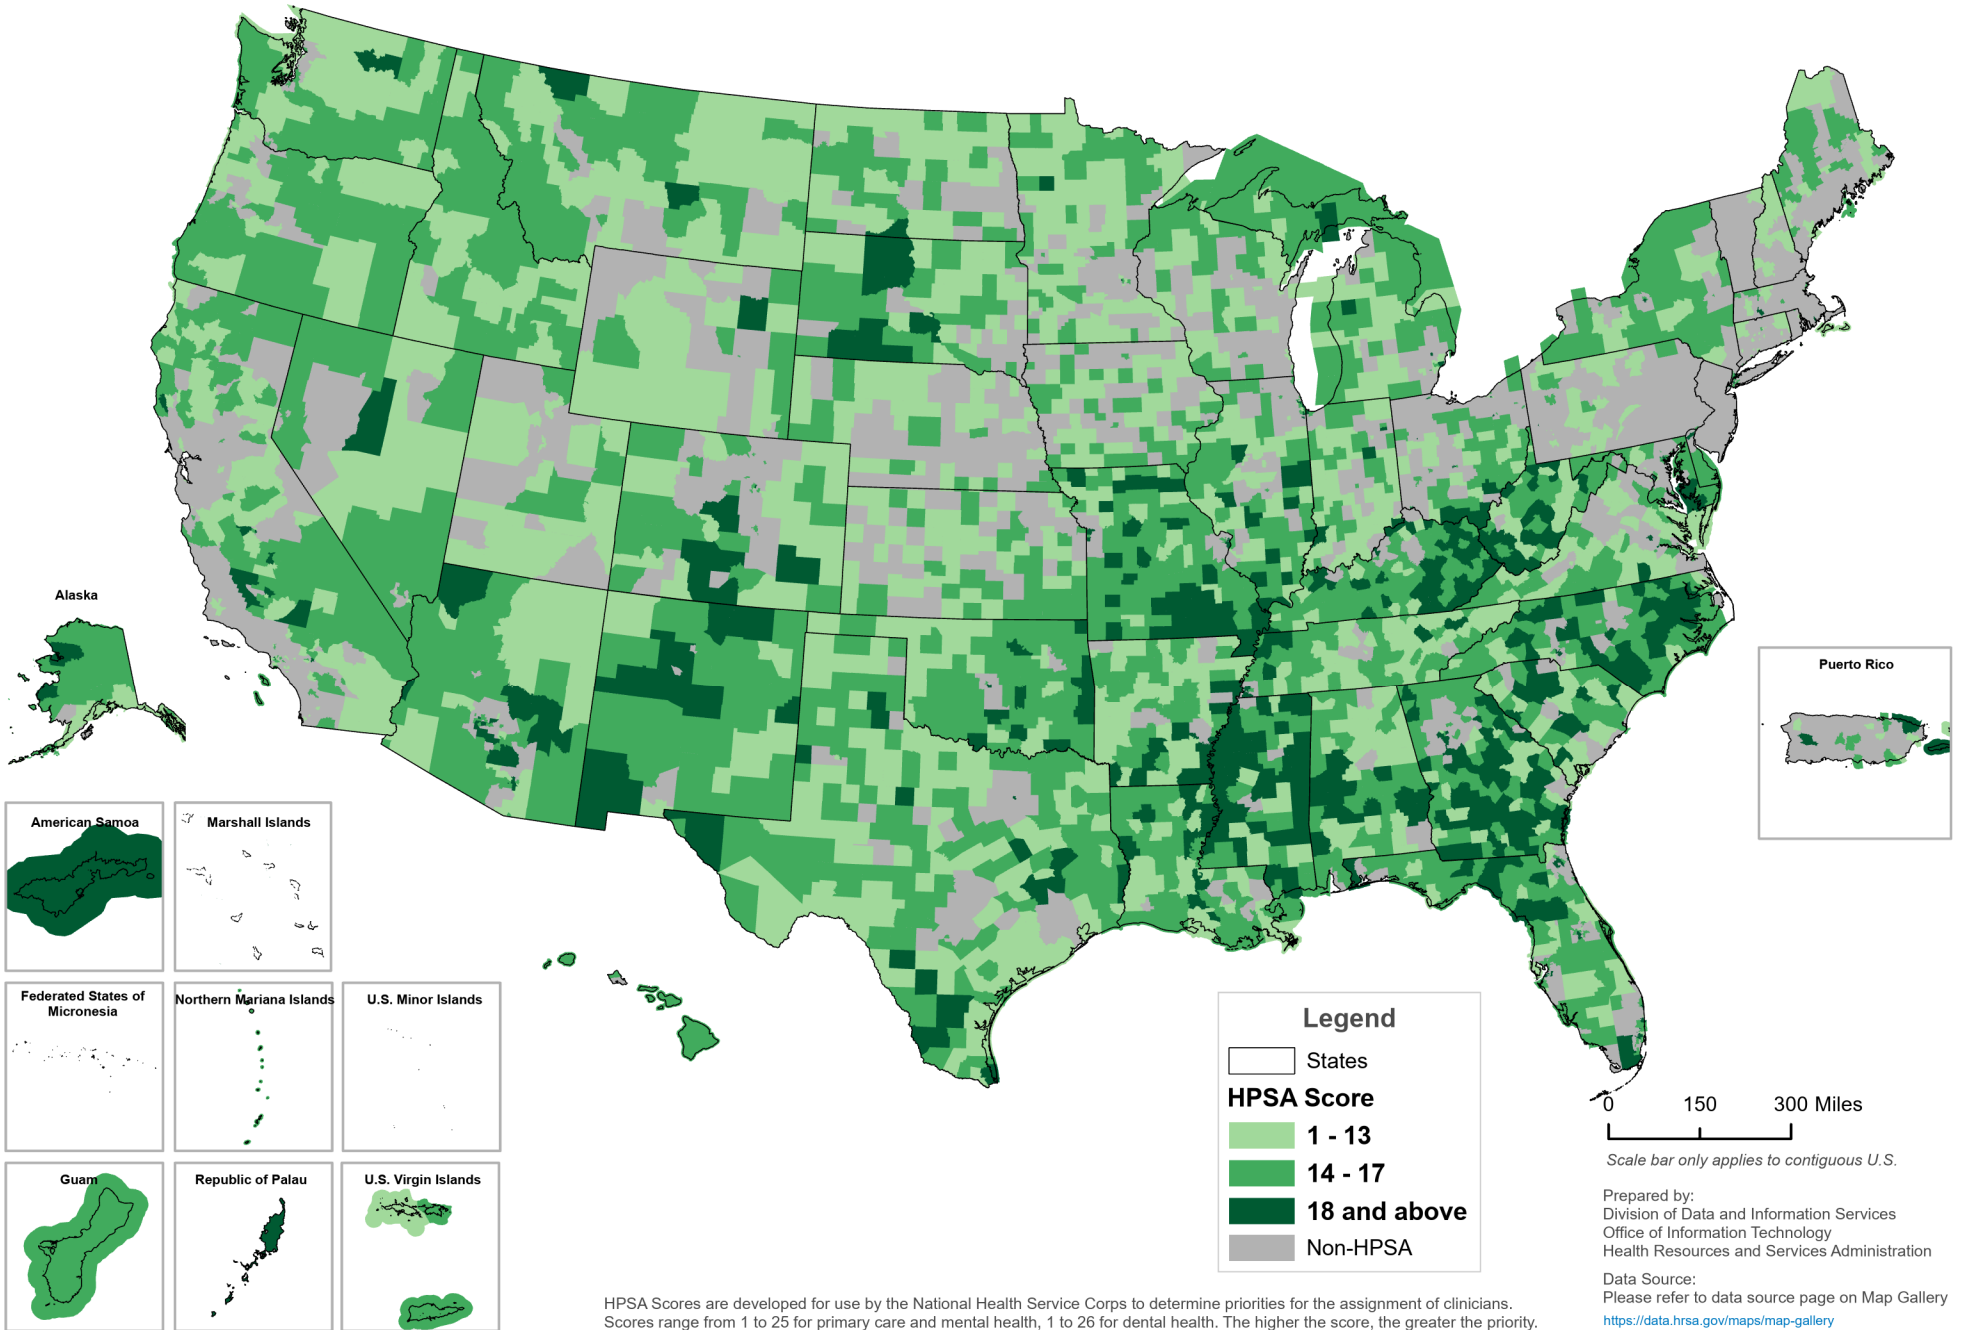 Alaska
Puerto Rico
American Samoa
Marshall Islands
Federated States of
Micronesia
Northern Mariana Islands
U.S. Minor Islands
Guam
Republic of Palau
U.S. Virgin Islands
Legend
States
HPSA Score
1 - 13
14 - 17
18 and above
Non-HPSA
0 150 300 Miles
Scale bar only applies to contiguous U.S.
Prepared by:
Division of Data and Information Services
Office of Information Technology
Health Resources and Services Administration
Data Source:
Please refer to data source page on Map Gallery
https://data.hrsa.gov/maps/map-gallery
HPSA Scores are developed for use by the National Health Service Corps to determine priorities for the assignment of clinicians.
Scores range from 1 to 25 for primary care and mental health, 1 to 26 for dental health. The higher the score, the greater the priority.